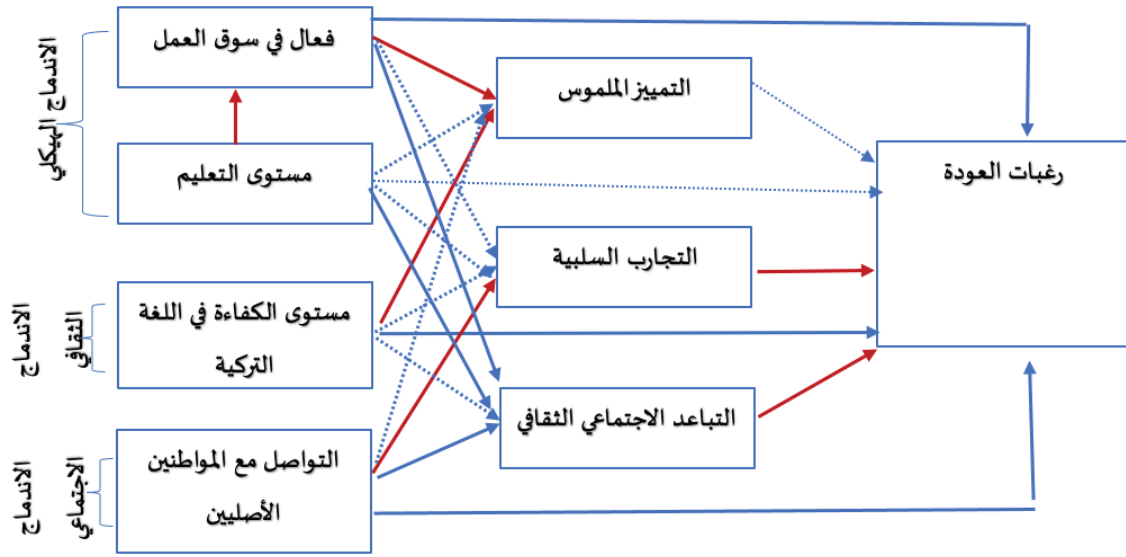 الاندماج الهيكلي
فعال في سوق العمل
مستوى التعليم
الاندماج
الثقافي
مستوى الكفاءة في اللغة
التركية
الاندماج
الاجتماعي
التواصل مع المواطنين
الأصليين
التمييز الملموس
التجارب السلبية
التباعد الاجتماعي الثقافي
رغبات العودة